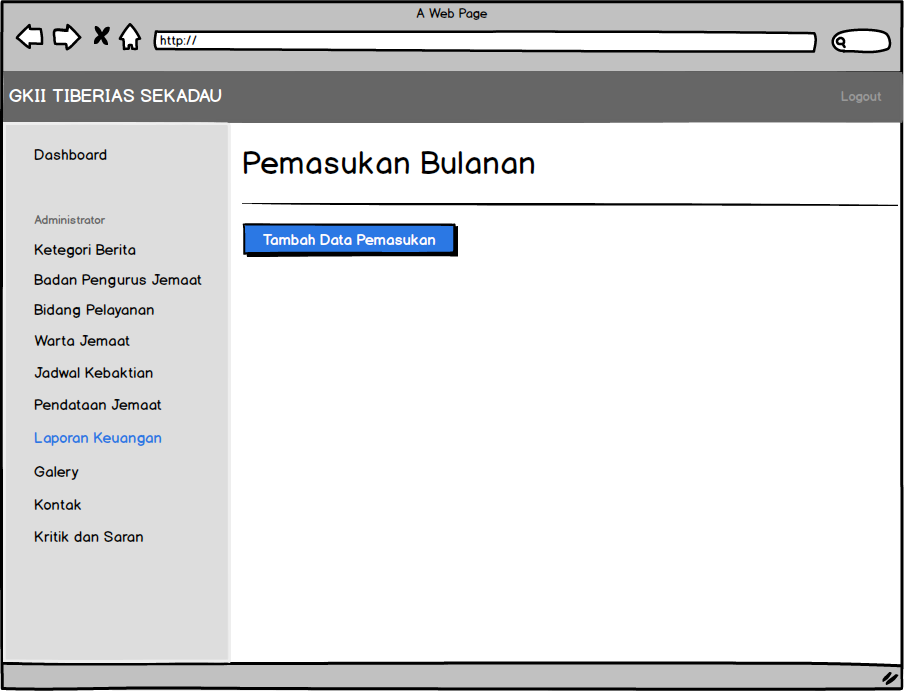 A Web Page
http://
GKII TIBERIAS SEKADAU
Logout
Dashboard
Administrator
Ketegori Berita
Badan Pengurus Jemaat
Bidang Pelayanan
Warta Jemaat
Jadwal Kebaktian
Pendataan Jemaat
Laporan Keuangan
Galery
Kontak
Kritik dan Saran
Pemasukan Bulanan
Tambah Data Pemasukan